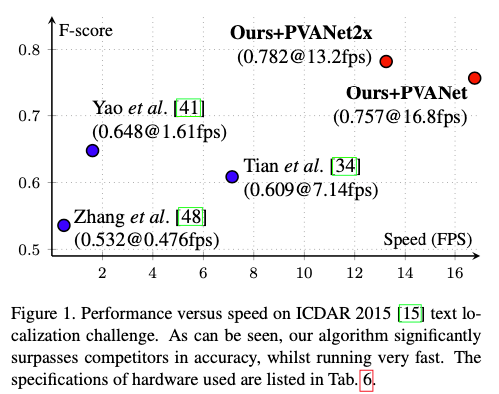 F-score
0.8
0.7
0.6
0.5
Ours+PVANet2x
(0.782@13.2fps)
Ours+PVANet
(0.757@16.8fps)
Yao et al. [41]
(0.648@1.61fps)
Tian et al. [34]
(0.609@7.14fps)
Zhang et al. [48]
(0.532@0.476fps)
Speed (FPS)
2 4 6 8 10 12 14 16
Figure 1. Performance versus speed on ICDAR 2015 [15] text lo-
calization challenge. As can be seen, our algorithm significantly
surpasses competitors in accuracy, whilst running very fast. The
specifications of hardware used are listed in Tab. 6.